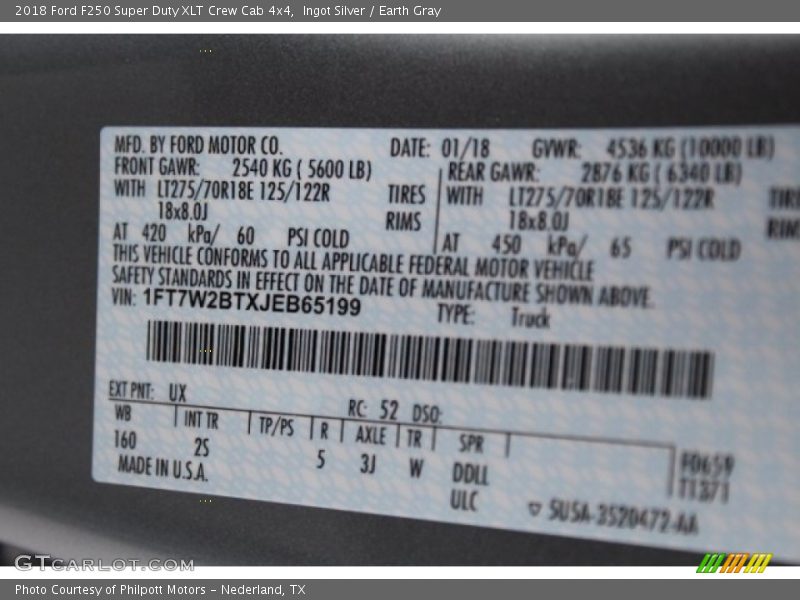 2018 Ford F250 Super Duty XLT Crew Cab 4x4,  Ingot Silver / Earth Gray
MFD. BY FORD MOTOR CO. DATE: 01/18 GVWR: 4536 KG (10000 LB)
FRONT GAWR: 2540 KG ( 5600 LB) REAR GAWR: 2876 KG ( 6340 LB)
WITH LT275/70R18E 125/122R TIRES WITH LT275/70R18E 125/122R TIRE
18x8.0J RIMS 18x8.0J RIM
AT 420 kPa/ 60 PSI COLD AT 450 kPa/ 65 PSI COLD
THIS VEHICLE CONFORMS TO ALL APPLICABLE FEDERAL MOTOR VEHICLE
SAFETY STANDARDS IN EFFECT ON THE DATE OF MANUFACTURE SHOWN ABOVE.
VIN: 1FT7W2BTXJEB65199 TYPE: Truck
EXT PNT: UX RC: 52 DSO:
WB INT TR TP/PS R AXLE TR SPR
160 25 5 3J W DDLL F0659
MADE IN U.S.A. ULC T1371
▽ 5U5A-3520472-AA
GTCARLOT.COM
Photo Courtesy of Philpott Motors - Nederland, TX